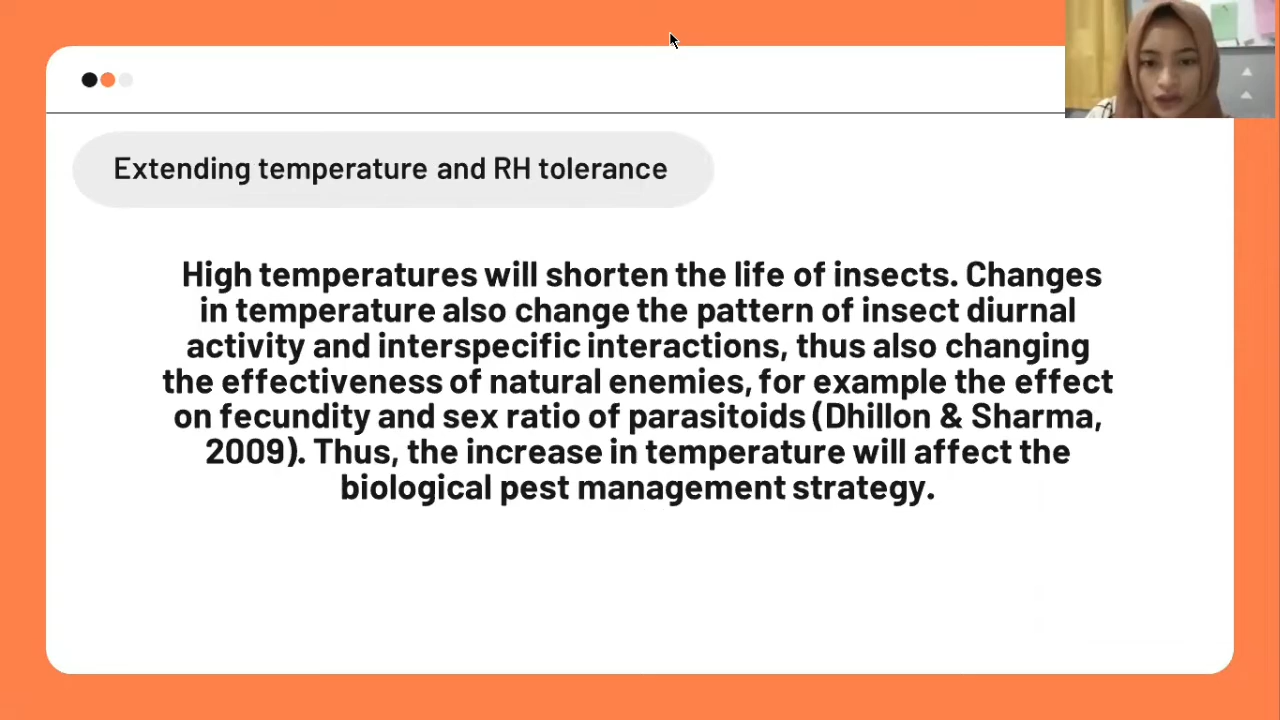 Extending temperature and RH tolerance
High temperatures will shorten the life of insects. Changes
in temperature also change the pattern of insect diurnal
activity and interspecific interactions, thus also changing
the effectiveness of natural enemies, for example the effect
on fecundity and sex ratio of parasitoids (Dhillon & Sharma,
2009). Thus, the increase in temperature will affect the
biological pest management strategy.